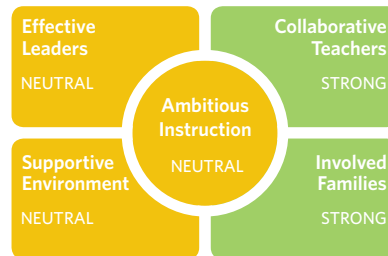 Effective
Leaders
NEUTRAL
Collaborative
Teachers
STRONG
Ambitious
Instruction
NEUTRAL
Supportive
Environment
NEUTRAL
Involved
Families
STRONG